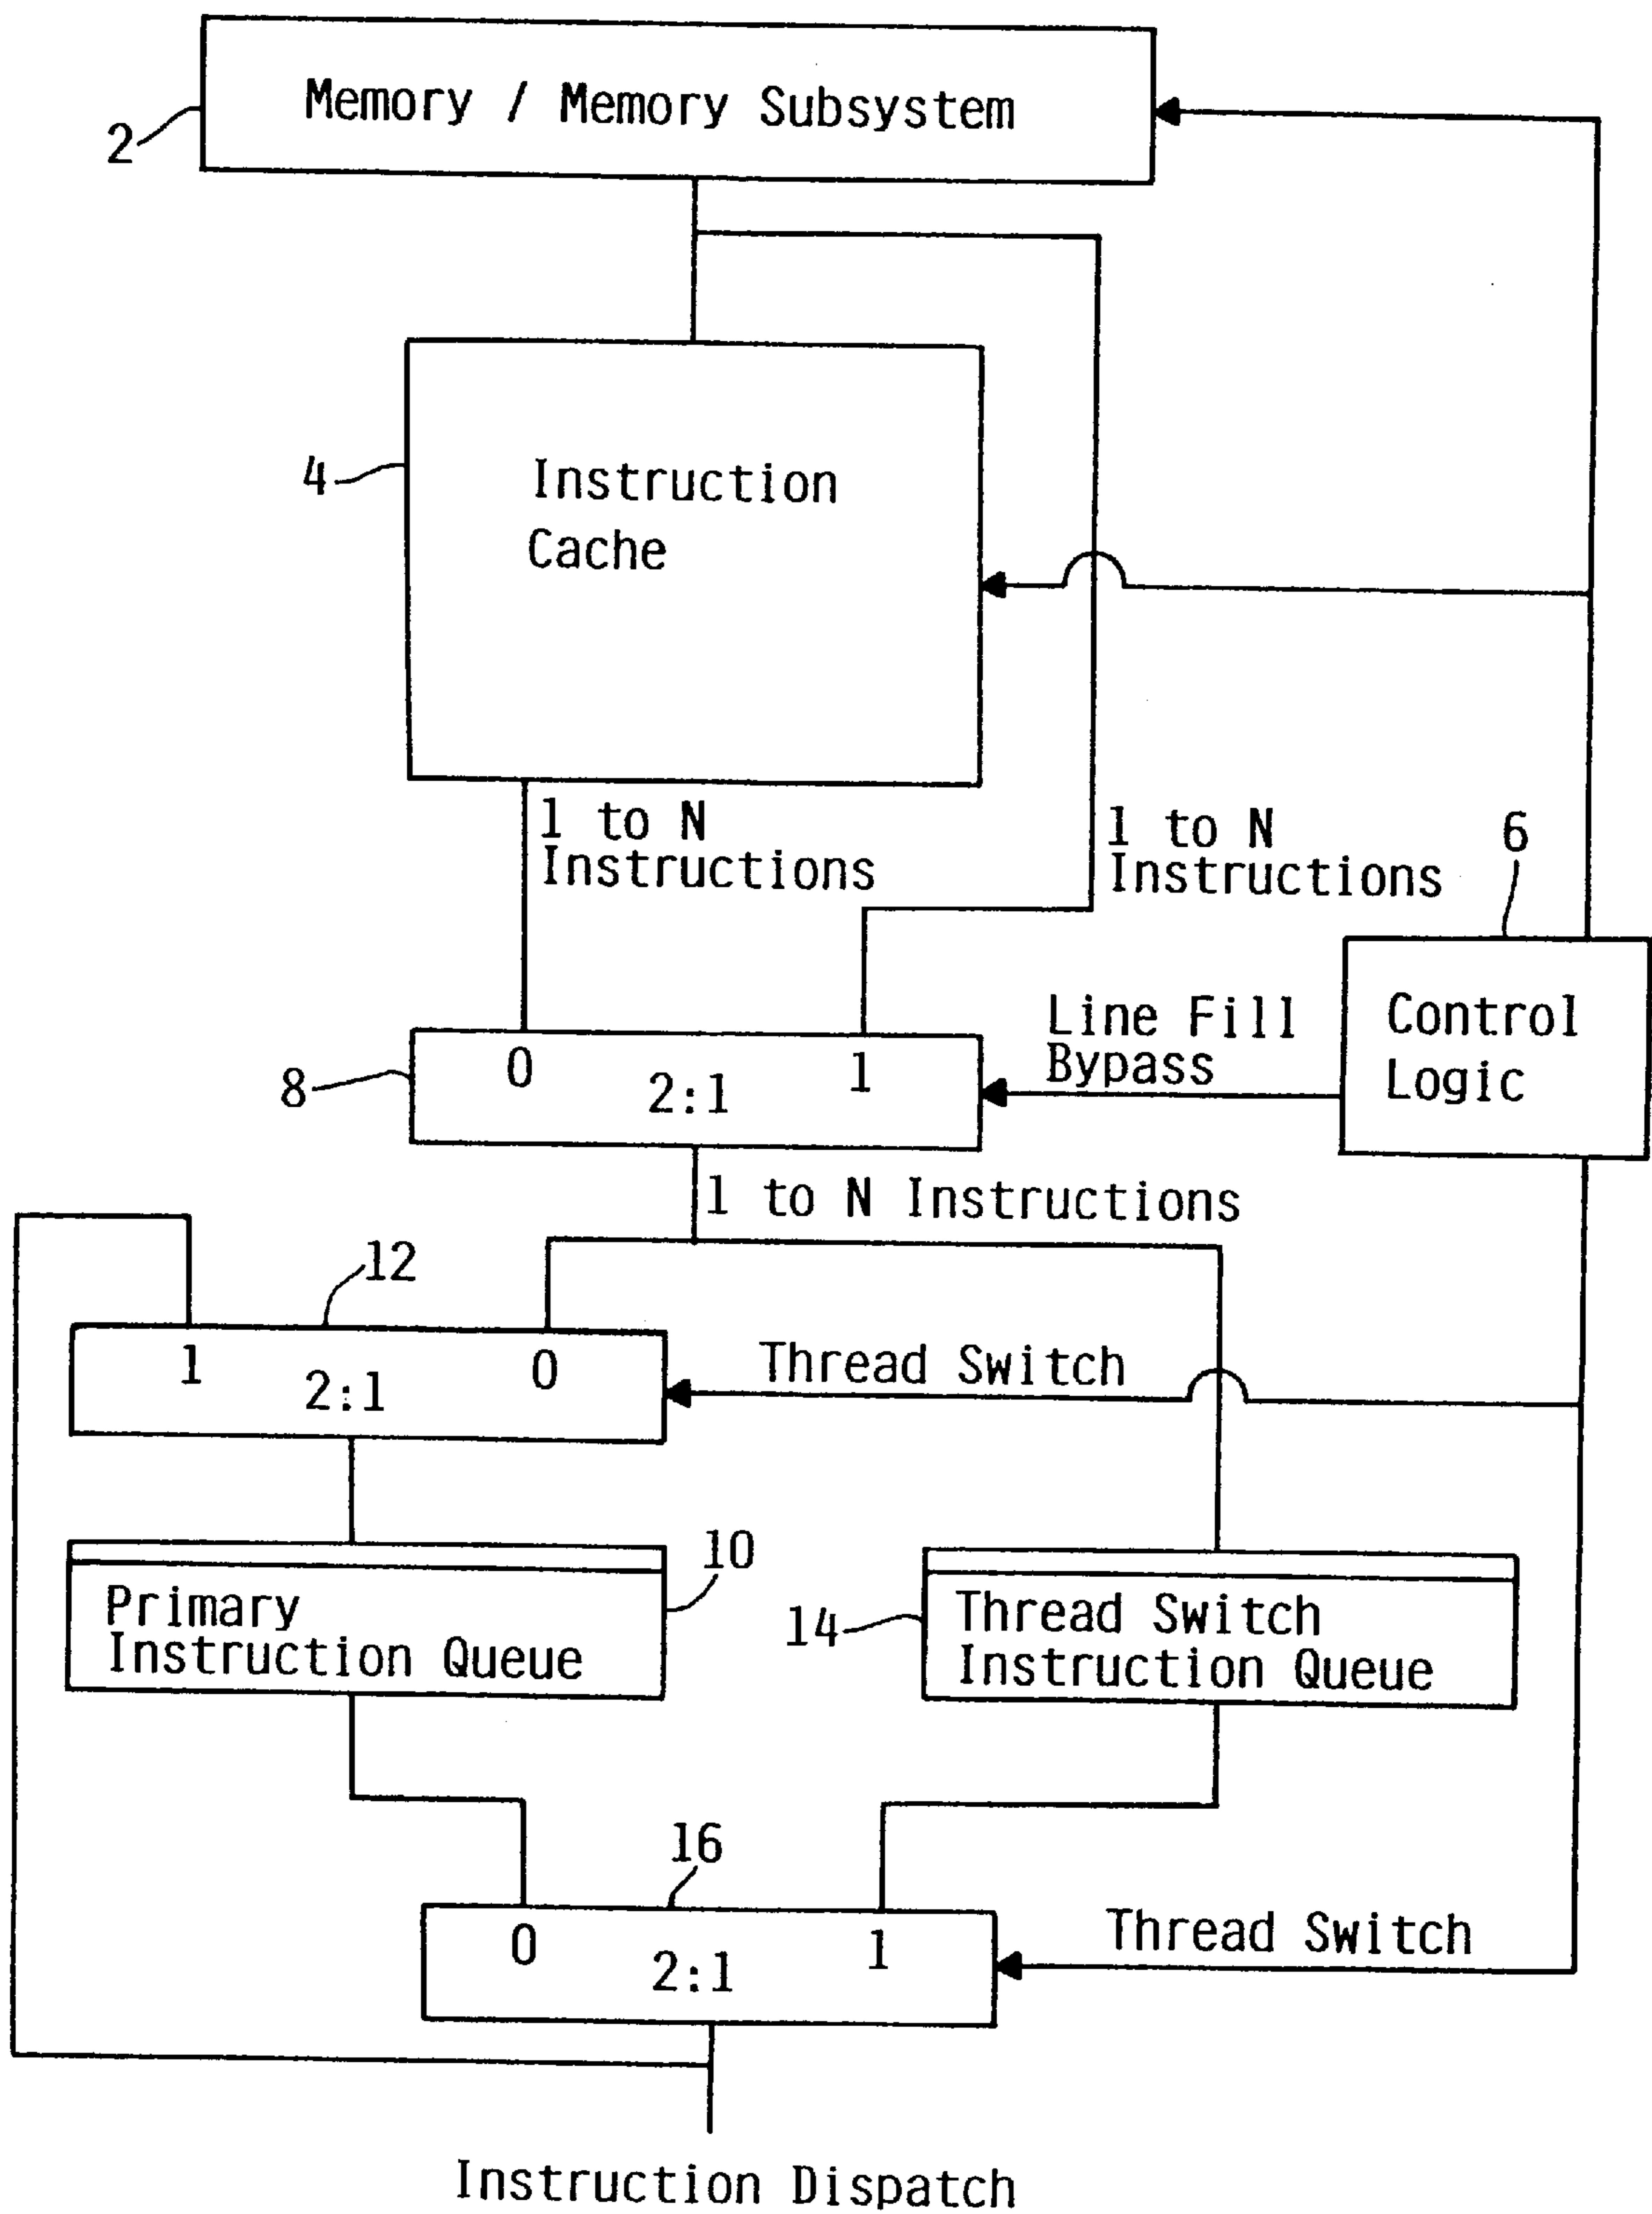 Memory / Memory Subsystem
2
4
Instruction
Cache
1 to N
Instructions
1 to N
Instructions
6
Control
Logic
Line Fill
Bypass
0
2:1
1
8
1 to N Instructions
12
1
2:1
0
Thread Switch
Primary
Instruction Queue
10
14
Thread Switch
Instruction Queue
16
0
2:1
1
Thread Switch
Instruction Dispatch